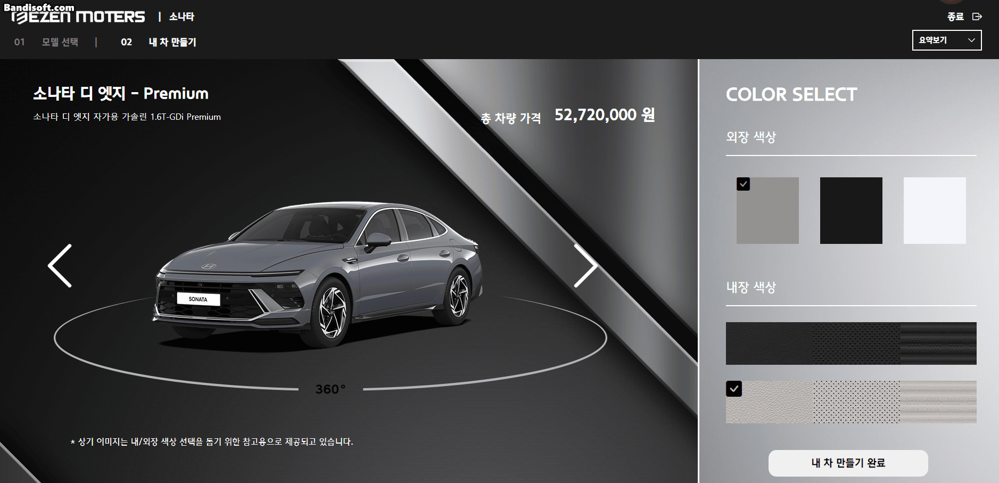 Bandisoft.com
BEZEN MOTERS | 소나타
종료
01 모델 선택 | 02 내 차 만들기
요약보기
소나타 디 엣지 - Premium
소나타 디 엣지 자가용 가솔린 1.6T-GDi Premium
총 차량 가격 52,720,000 원
COLOR SELECT
외장 색상
SONATA
내장 색상
360°
* 상기 이미지는 내/외장 색상 선택을 돕기 위한 참고용으로 제공되고 있습니다.
내 차 만들기 완료